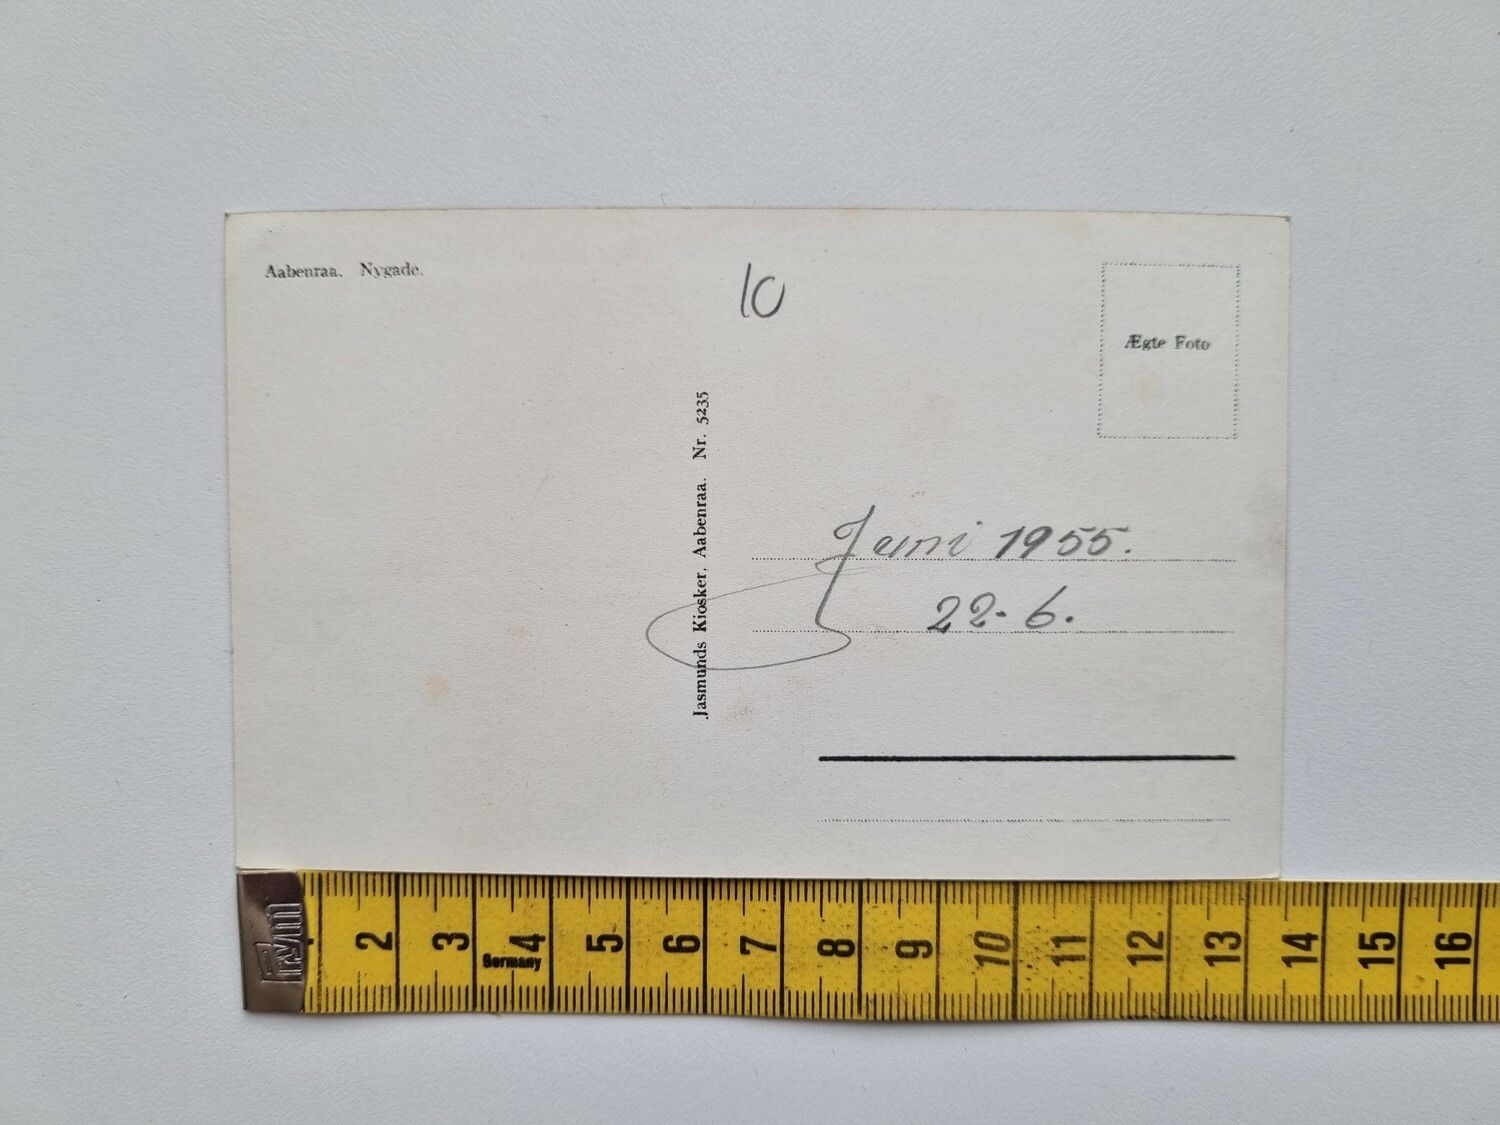 Aabenraa. Nygade.
10
Ægte Foto
Jasmunds Kiosker, Aabenraa. Nr. 5235
Juni 1955.
22-6.
Prym
2 3 4 5 6 7 8 9 10 11 12 13 14 15 16
Germany